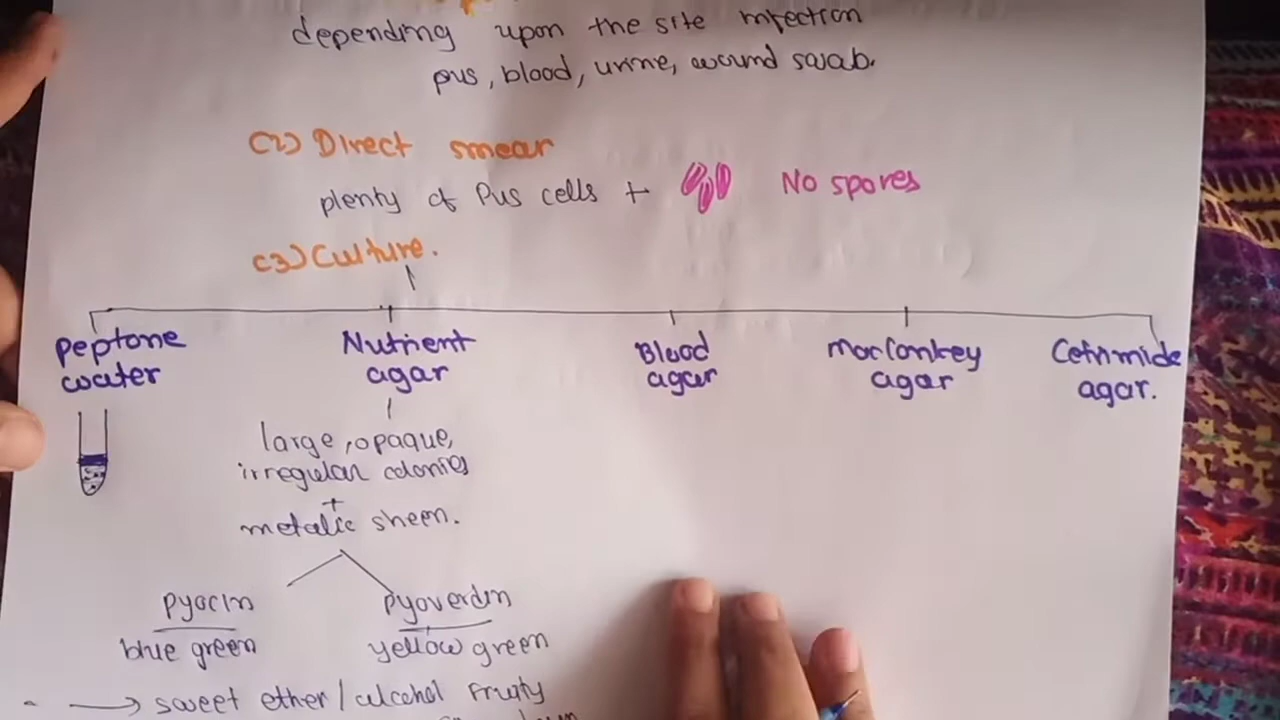 depending upon the site infection
pus, blood, urine, wound swab.
(2) Direct smear
plenty of Pus cells + No spores
(3) Culture.
Peptone water
Nutrient agar
Blood agar
MacConkey agar
Cetrimide agar.
large, opaque,
irregular colonies
+
metalic sheen.
pyocin
blue green
pyoverdin
yellow green
→ sweet ether / alcohol fruity